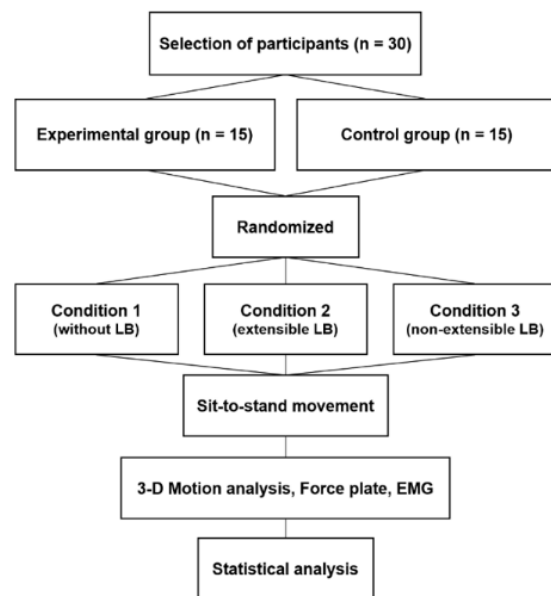 Selection of participants (n = 30)
Experimental group (n = 15)
Control group (n = 15)
Randomized
Condition 1
(without LB)
Condition 2
(extensible LB)
Condition 3
(non-extensible LB)
Sit-to-stand movement
3-D Motion analysis, Force plate, EMG
Statistical analysis